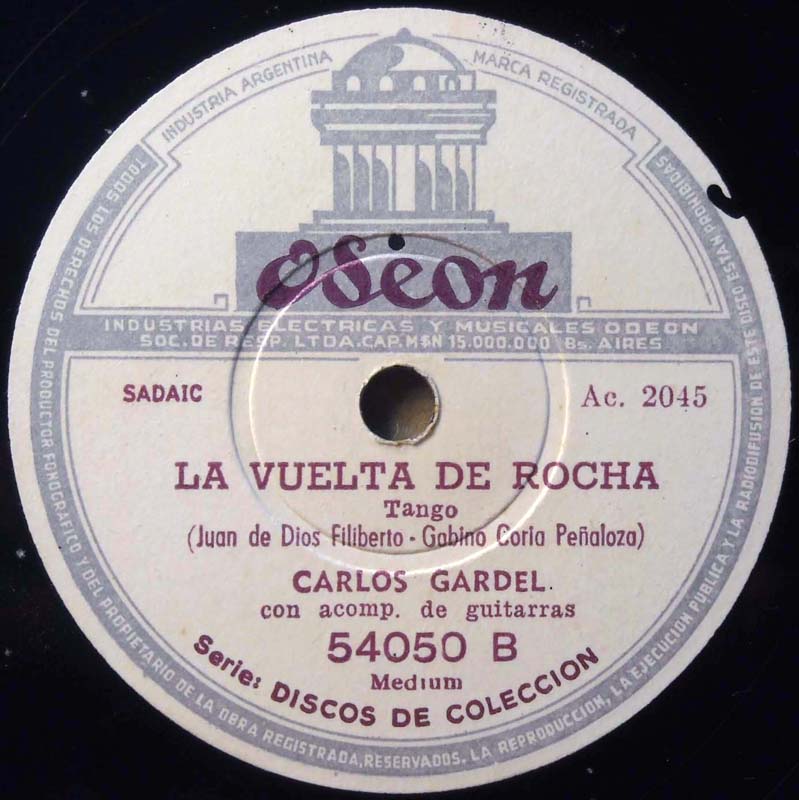 INDUSTRIA ARGENTINA
MARCA REGISTRADA
Odeon
INDUSTRIAS ELECTRICAS Y MUSICALES ODEON
SOC. DE RESP. LTDA. CAP. M$N 15.000.000 Bs. AIRES
SADAIC
Ac. 2045
LA VUELTA DE ROCHA
Tango
(Juan de Dios Filiberto - Gabino Coria Peñaloza)
CARLOS GARDEL
con acomp. de guitarras
54050 B
Medium
Serie: DISCOS DE COLECCION
TODOS LOS DERECHOS DEL PRODUCTOR FONOGRAFICO Y DEL PROPIETARIO DE LA OBRA REGISTRADA, RESERVADOS. LA REPRODUCCION, LA EJECUCION PUBLICA Y LA RADIODIFUSION DE ESTE DISCO ESTAN PROHIBIDAS